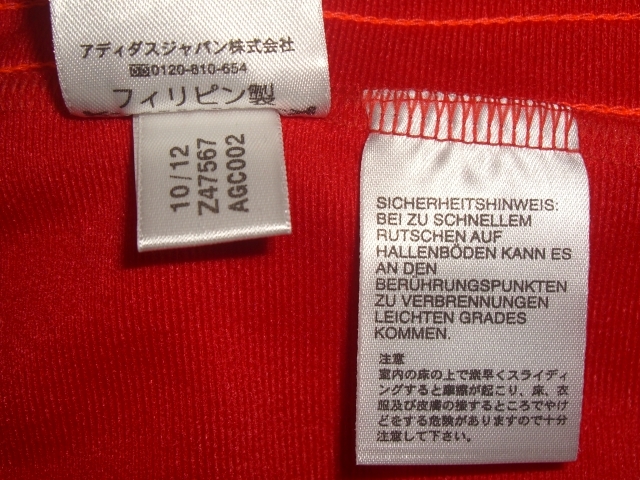 アディダスジャパン株式会社
0120-810-654
フィリピン製
10/12
Z47567
AGC002
SICHERHEITSHINWEIS:
BEI ZU SCHNELLEM
RUTSCHEN AUF
HALLENBÖDEN KANN ES
AN DEN
BERÜHRUNGSPUNKTEN
ZU VERBRENNUNGEN
LEICHTEN GRADES
KOMMEN.
注意
室内の床の上で素早くスライディ
ングすると摩擦が起こり、床、衣
服及び皮膚の接するところでやけ
どをする危険がありますので十分
注意して下さい。